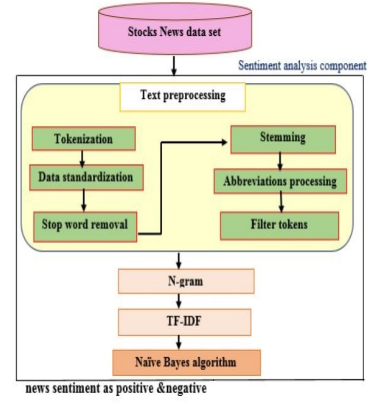 Stocks News data set
Sentiment analysis component
Text preprocessing
Tokenization
Data standardization
Stop word removal
Stemming
Abbreviations processing
Filter tokens
N-gram
TF-IDF
Naïve Bayes algorithm
news sentiment as positive &negative